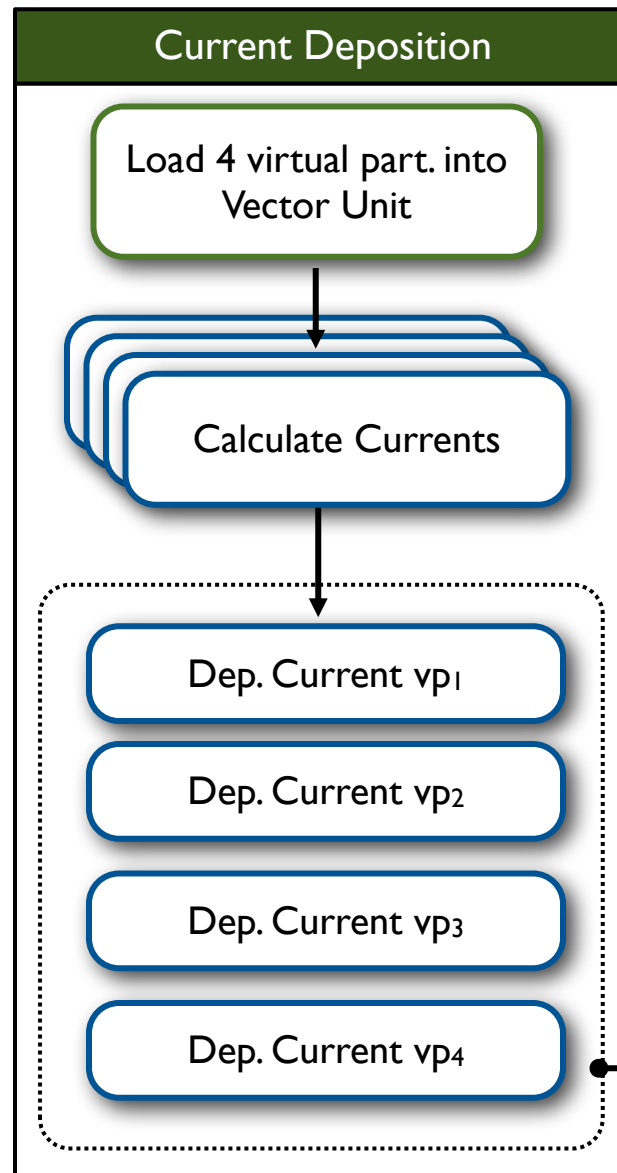 Current Deposition
Load 4 virtual part. into
Vector Unit
Calculate Currents
Dep. Current vp1
Dep. Current vp2
Dep. Current vp3
Dep. Current vp4